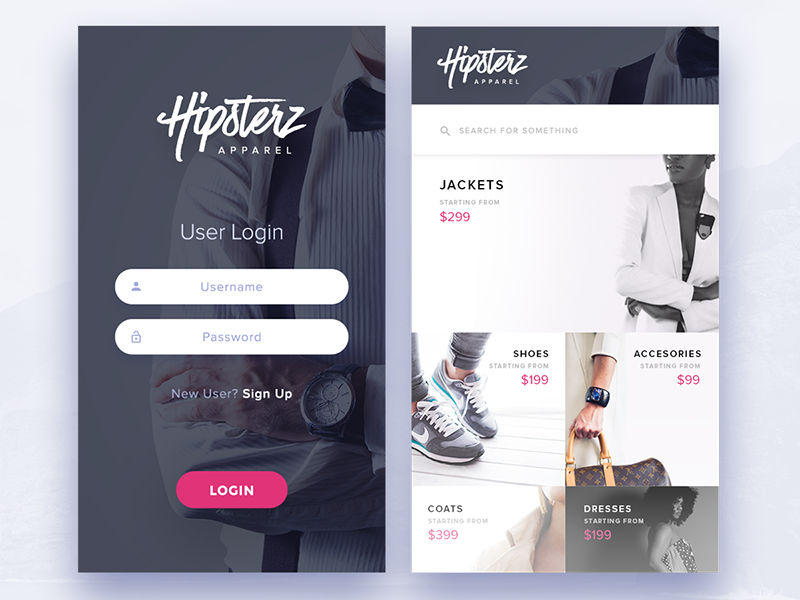 Hipsterz
APPAREL
User Login
Username
Password
New User? Sign Up
LOGIN
Hipsterz
APPAREL
SEARCH FOR SOMETHING
JACKETS
STARTING FROM
$299
SHOES
STARTING FROM
$199
ACCESORIES
STARTING FROM
$99
COATS
STARTING FROM
$399
DRESSES
STARTING FROM
$199